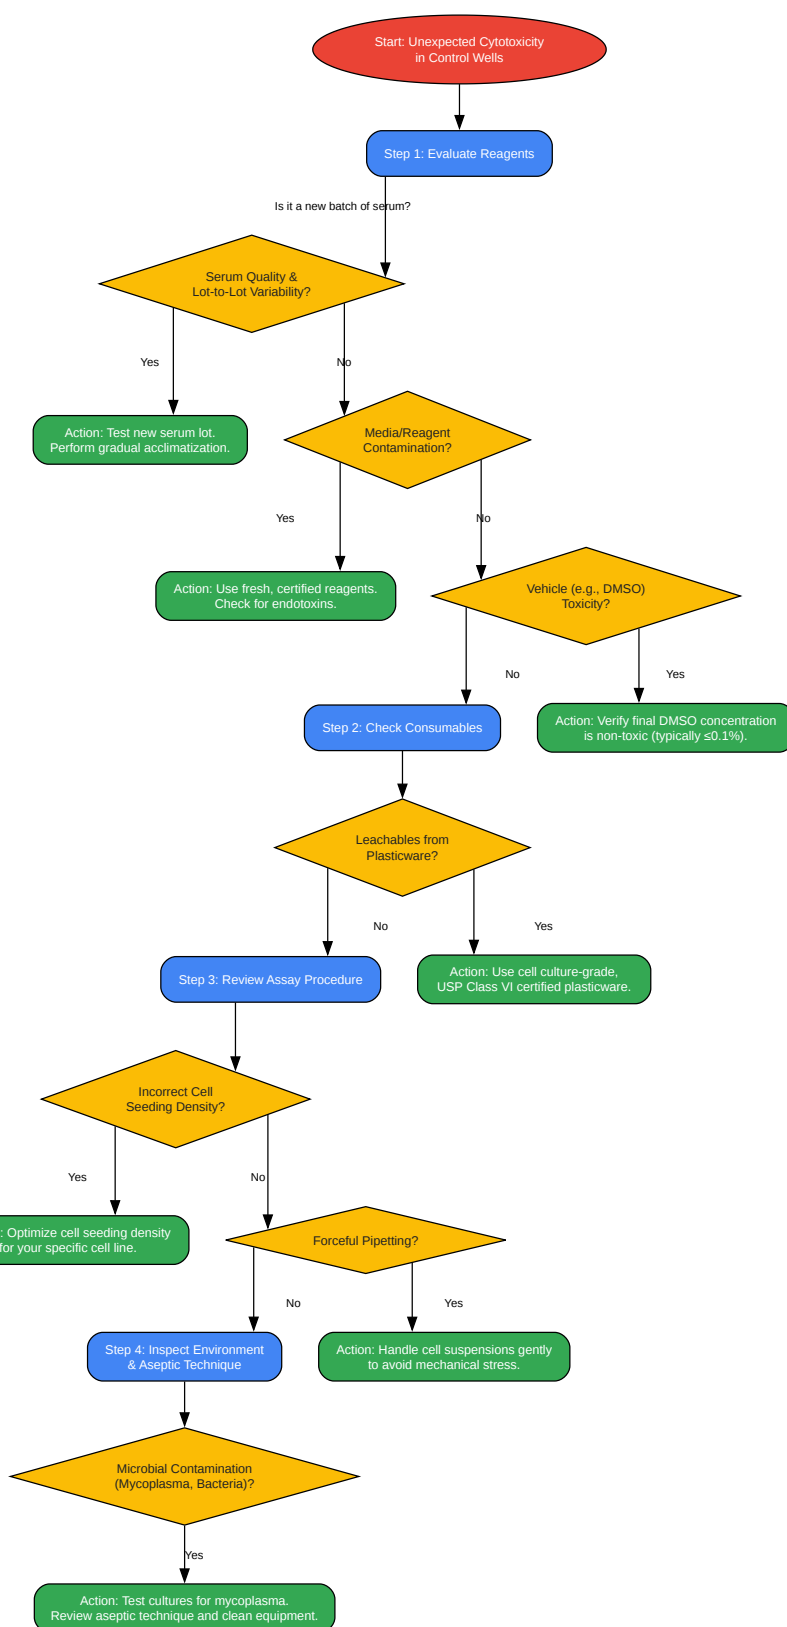 Start: Unexpected Cytotoxicity
in Control Wells
Step 1: Evaluate Reagents
Is it a new batch of serum?
Serum Quality &
Lot-to-Lot Variability?
Yes
No
Action: Test new serum lot.
Perform gradual acclimatization.
Media/Reagent
Contamination?
Yes
No
Action: Use fresh, certified reagents.
Check for endotoxins.
Vehicle (e.g., DMSO)
Toxicity?
No
Yes
Step 2: Check Consumables
Action: Verify final DMSO concentration
is non-toxic (typically ≤0.1%).
Leachables from
Plasticware?
No
Yes
Step 3: Review Assay Procedure
Action: Use cell culture-grade,
USP Class VI certified plasticware.
Incorrect Cell
Seeding Density?
Yes
No
: Optimize cell seeding density
for your specific cell line.
Forceful Pipetting?
No
Yes
Step 4: Inspect Environment
& Aseptic Technique
Action: Handle cell suspensions gently
to avoid mechanical stress.
Microbial Contamination
(Mycoplasma, Bacteria)?
Yes
Action: Test cultures for mycoplasma.
Review aseptic technique and clean equipment.